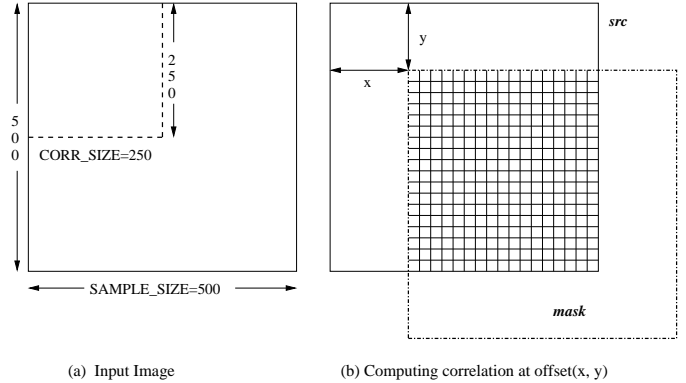 5
0
0
2
5
0
CORR_SIZE=250
SAMPLE_SIZE=500
(a) Input Image
src
y
x
mask
(b) Computing correlation at offset(x, y)